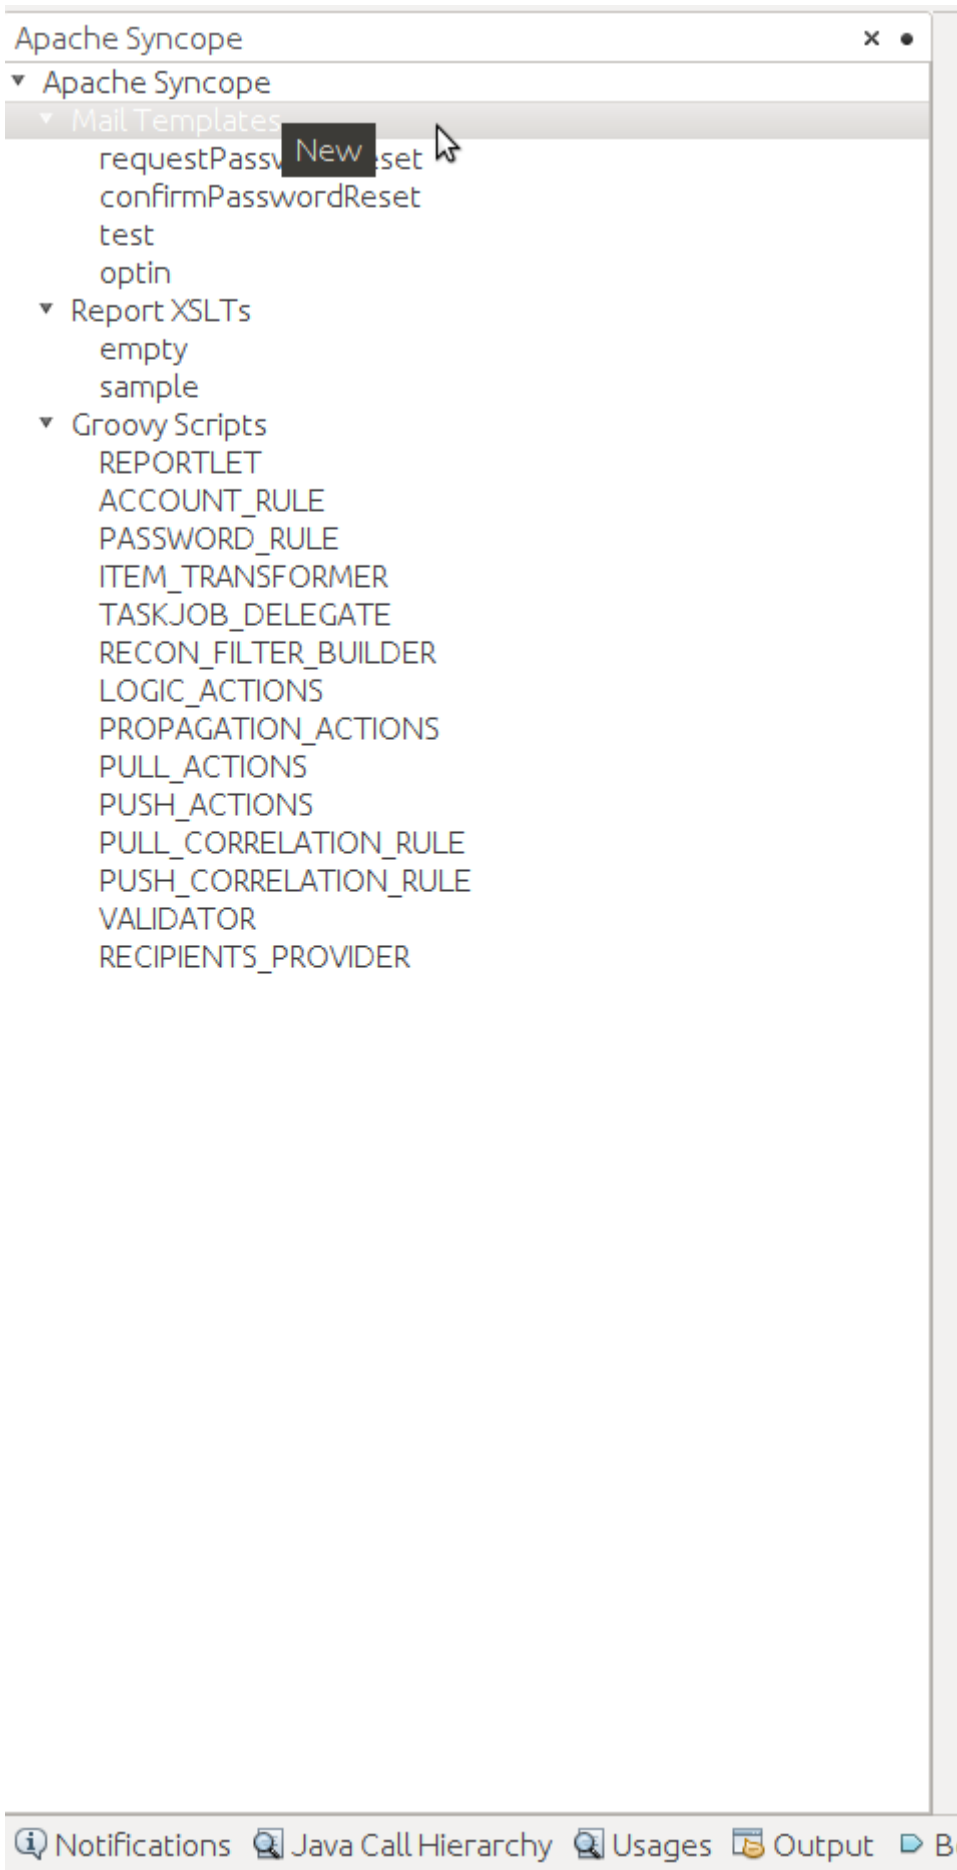 Apache Syncope
Apache Syncope
Mail Templates
New
requestPassw eset
confirmPasswordReset
test
optin
Report XSLTs
empty
sample
Groovy Scripts
REPORTLET
ACCOUNT_RULE
PASSWORD_RULE
ITEM_TRANSFORMER
TASKJOB_DELEGATE
RECON_FILTER_BUILDER
LOGIC_ACTIONS
PROPAGATION_ACTIONS
PULL_ACTIONS
PUSH_ACTIONS
PULL_CORRELATION_RULE
PUSH_CORRELATION_RULE
VALIDATOR
RECIPIENTS_PROVIDER
Notifications Java Call Hierarchy Usages Output